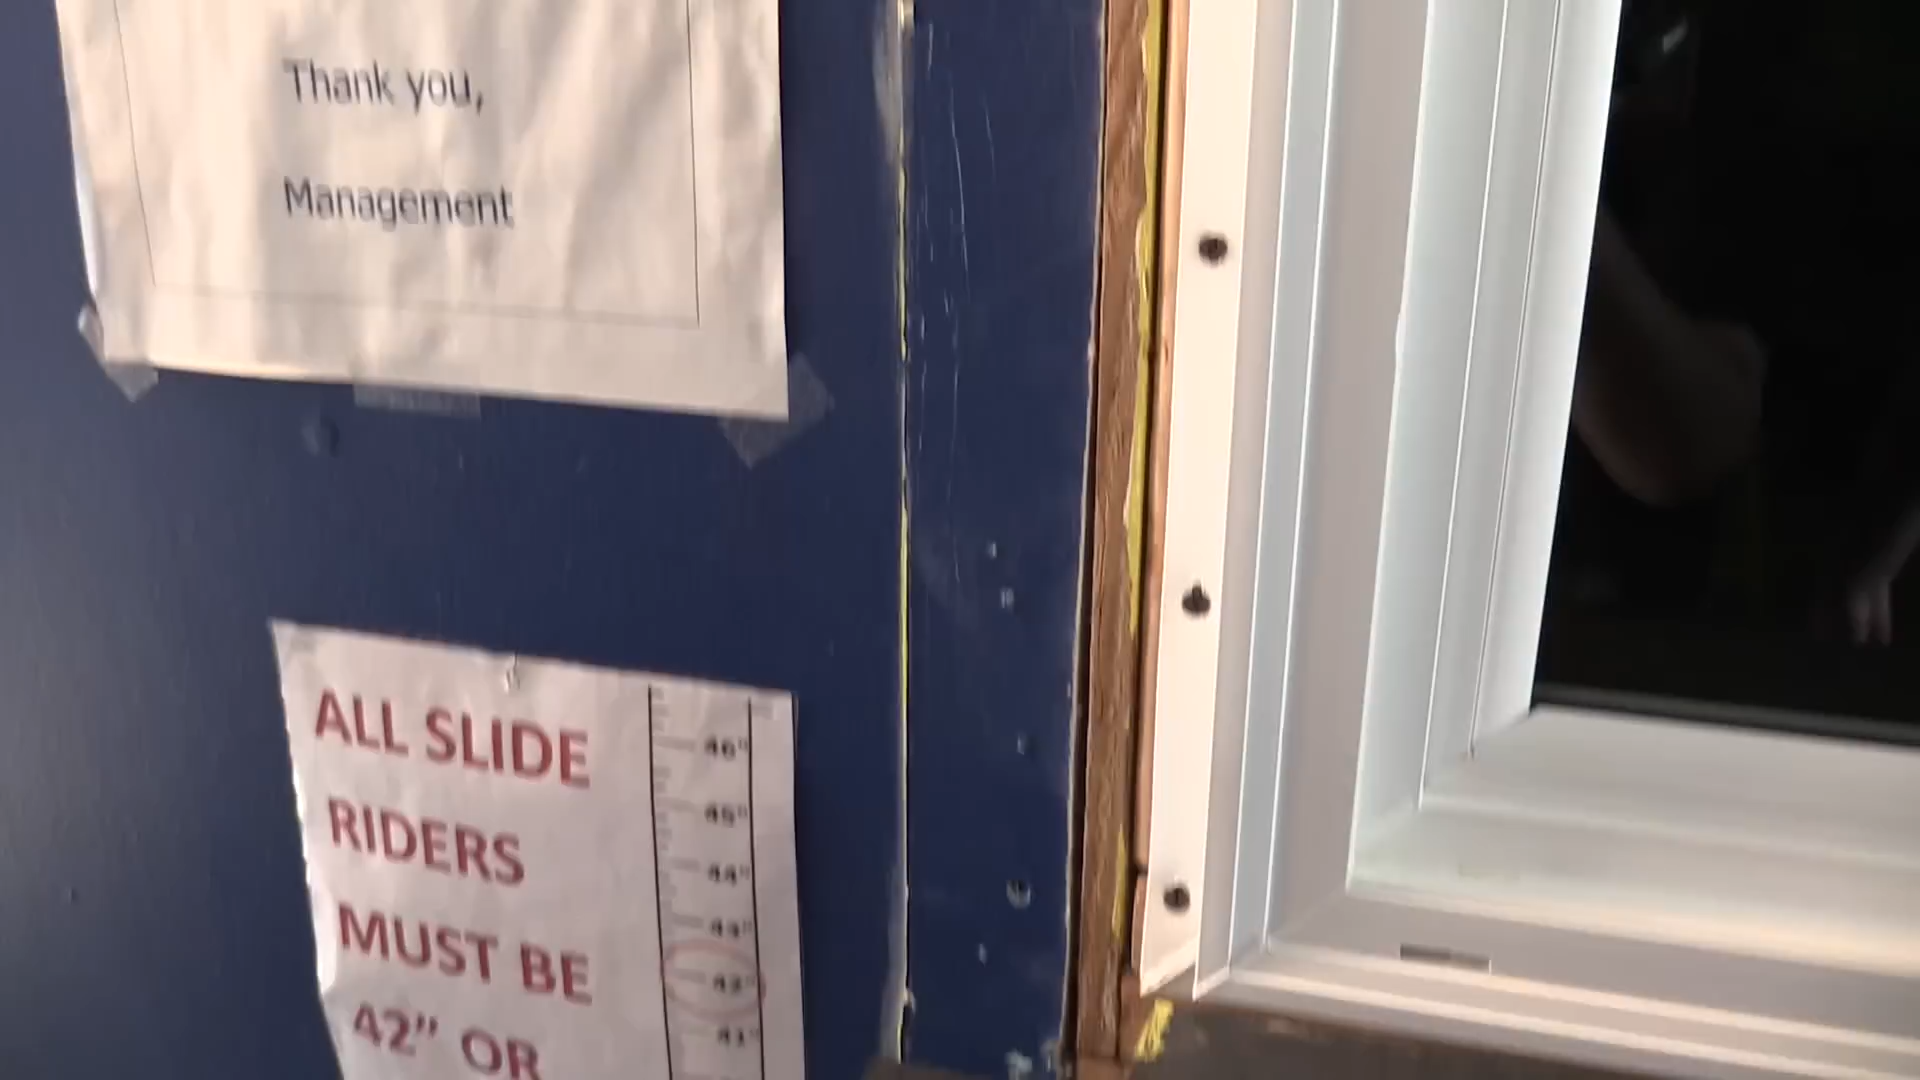 Thank you,
Management
ALL SLIDE
RIDERS
MUST BE
42” OR
46"
45"
44"
43"
42"
41"